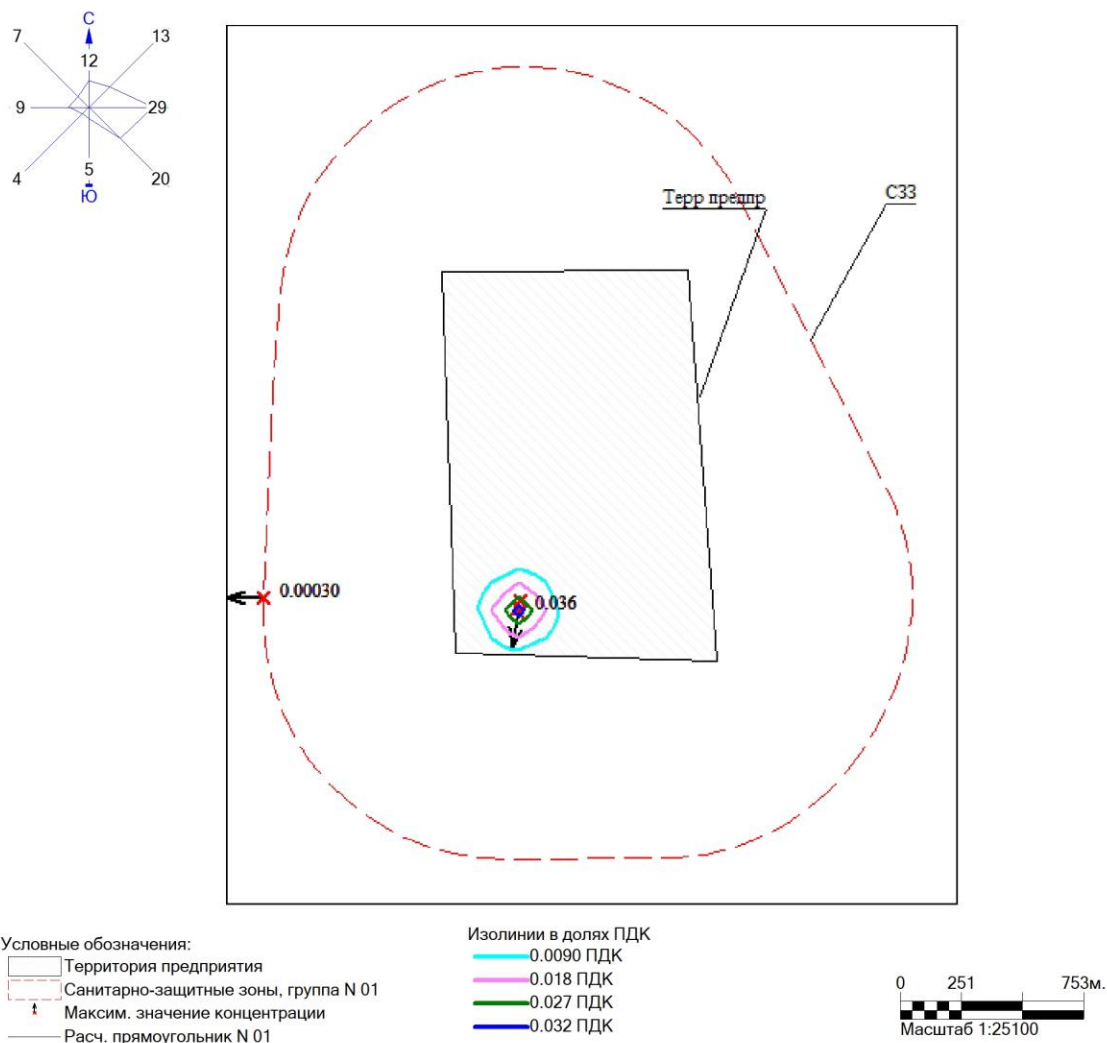 С
7
13
12
9
29
4
5
20
Ю
Терр предпр
СЗЗ
0.00030
0.036
Условные обозначения:
Территория предприятия
Санитарно-защитные зоны, группа N 01
Максим. значение концентрации
Расч. прямоугольник N 01
Изолинии в долях ПДК
0.0090 ПДК
0.018 ПДК
0.027 ПДК
0.032 ПДК
0 251 753м.
Масштаб 1:25100